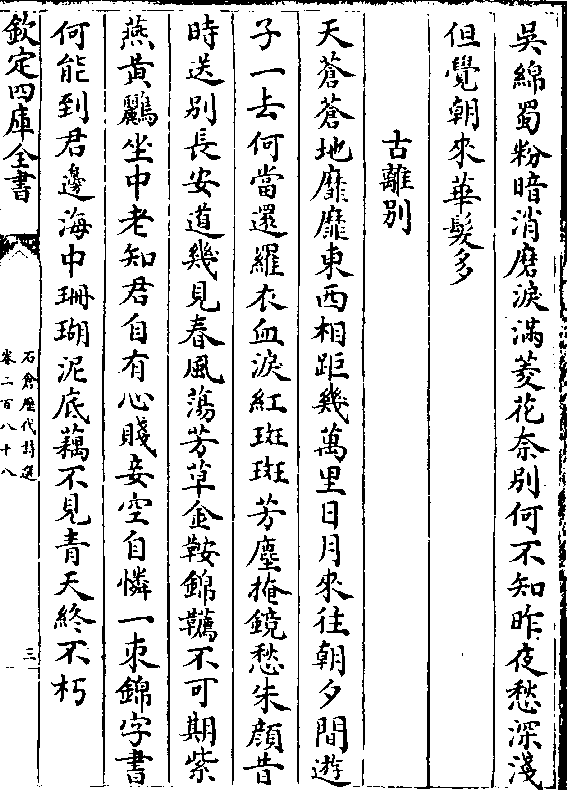 吳綿蜀粉暗消磨淚滿菱花奈別何不知昨夜愁深淺
但覺朝來華髮多
古離別
天蒼蒼地靡靡東西相距幾萬里日月來往朝夕間遊
子一去何當還羅衣血淚紅斑斑芳塵掩鏡愁朱顔昔
時送別長安道幾見春風蕩芳草金鞍錦韉不可期紫
燕黄鸝坐中老知君自有心賤妾空自憐一束錦字書
何能到君邊海中珊瑚泥底藕不見青天終不朽
欽定四庫全書
石倉歷代詩選
卷二百八十八
三